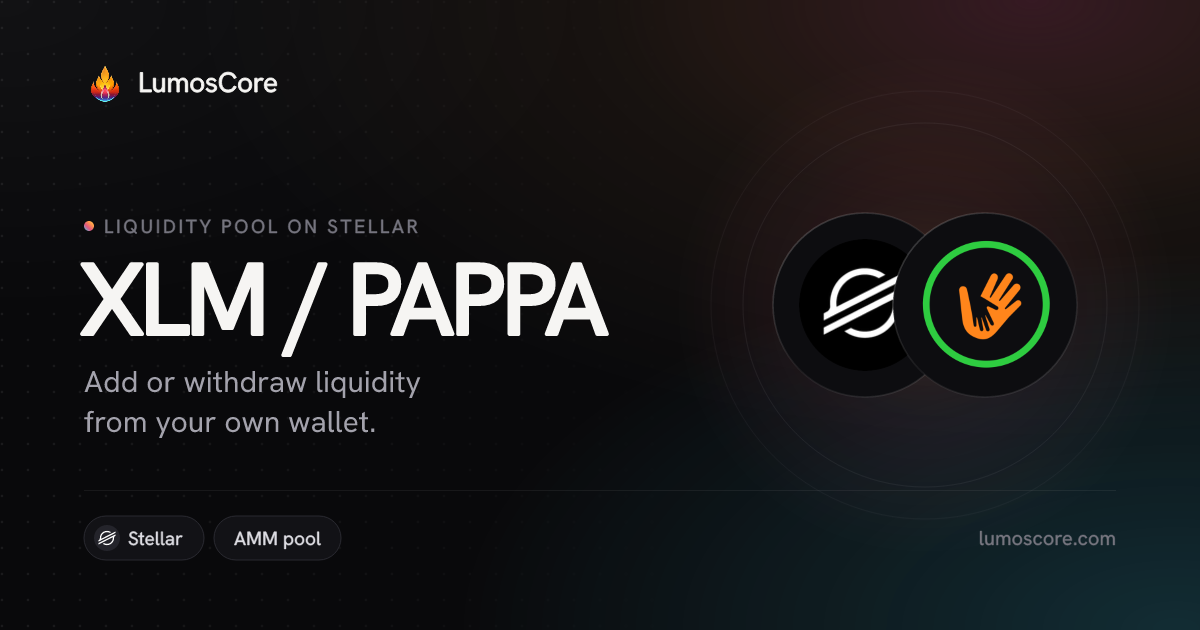 LumosCore
LIQUIDITY POOL ON STELLAR
XLM / PAPPA
Add or withdraw liquidity
from your own wallet.
Stellar
AMM pool
lumoscore.com